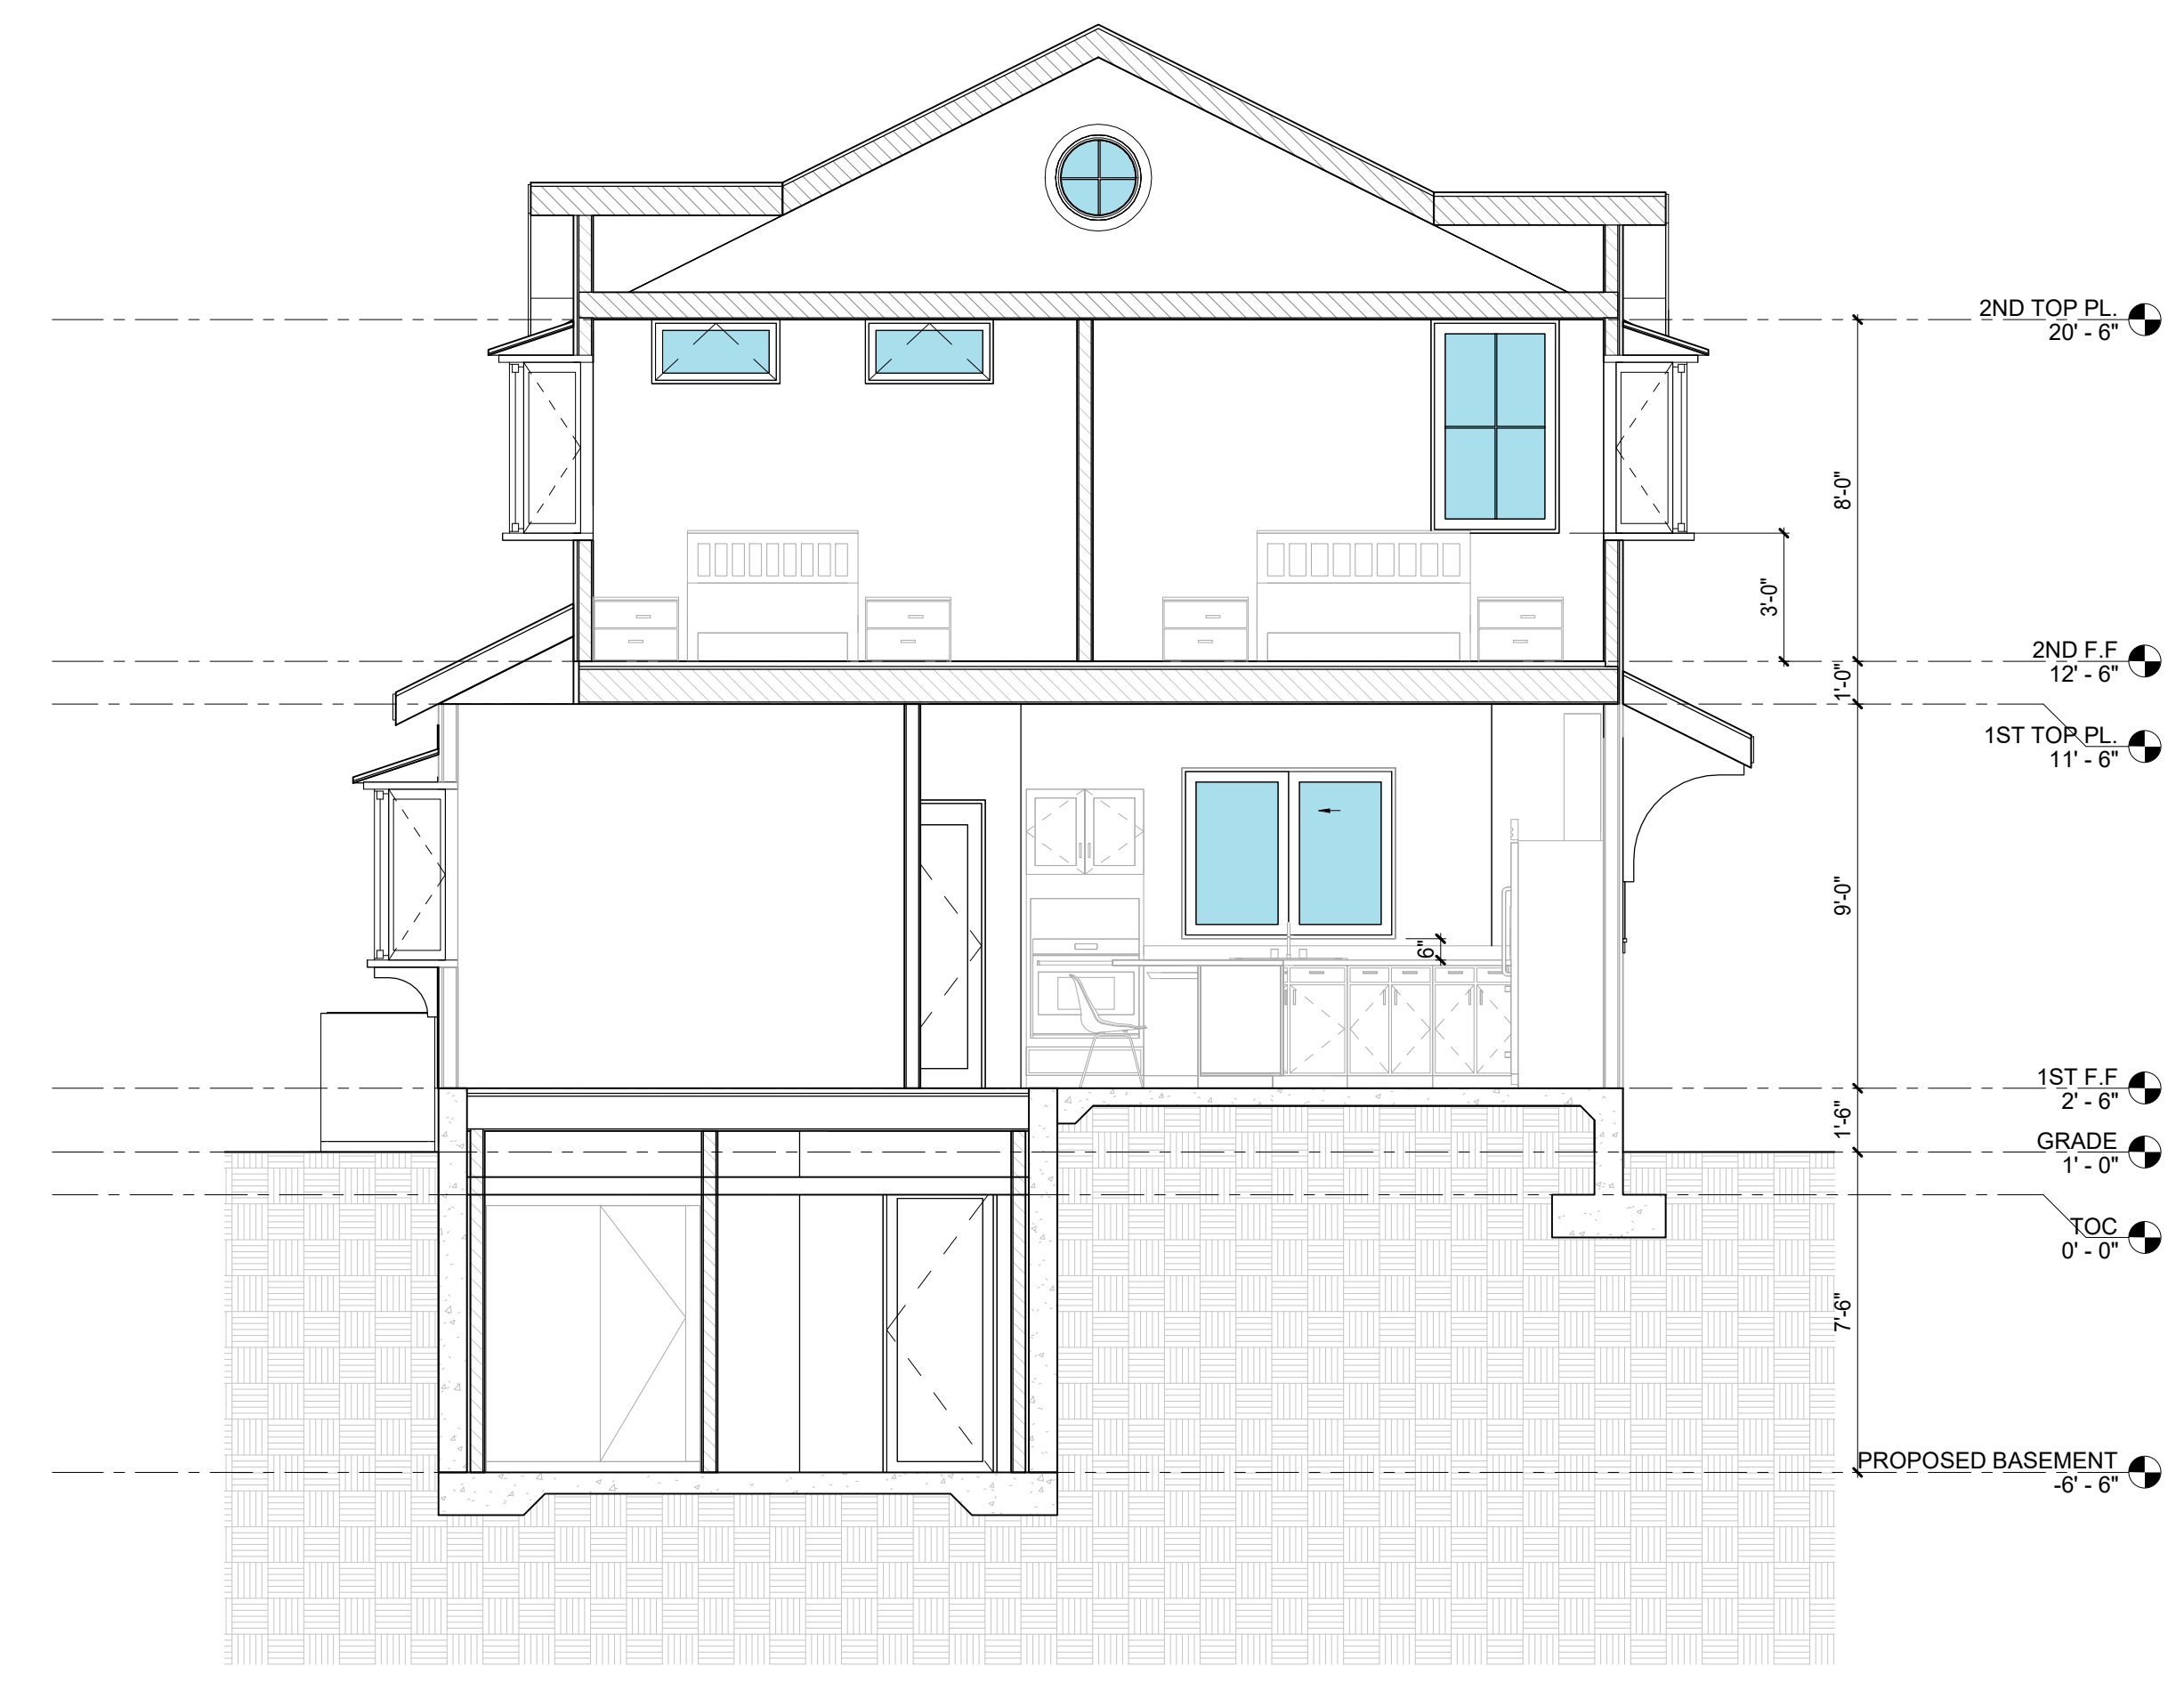 2ND TOP PL.
20' - 6"
8'-0"
3'-0"
2ND F.F
12' - 6"
1'-0"
1ST TOP PL.
11' - 6"
9'-0"
6"
1ST F.F
2' - 6"
1'-6"
GRADE
1' - 0"
TOC
0' - 0"
7'-6"
PROPOSED BASEMENT
-6' - 6"